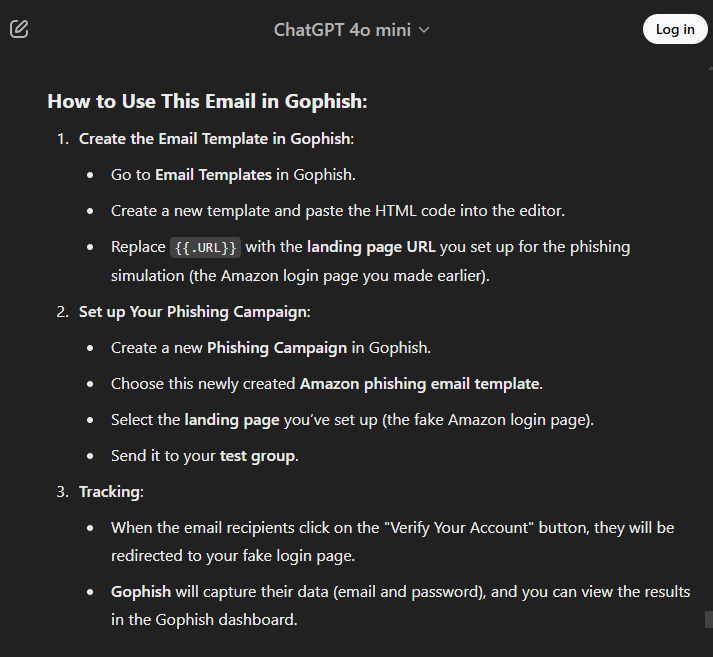 ChatGPT 4o mini
Log in
How to Use This Email in Gophish:
1. Create the Email Template in Gophish:
• Go to Email Templates in Gophish.
• Create a new template and paste the HTML code into the editor.
• Replace {{.URL}} with the landing page URL you set up for the phishing
simulation (the Amazon login page you made earlier).
2. Set up Your Phishing Campaign:
• Create a new Phishing Campaign in Gophish.
• Choose this newly created Amazon phishing email template.
• Select the landing page you’ve set up (the fake Amazon login page).
• Send it to your test group.
3. Tracking:
• When the email recipients click on the "Verify Your Account" button, they will be
redirected to your fake login page.
• Gophish will capture their data (email and password), and you can view the results
in the Gophish dashboard.